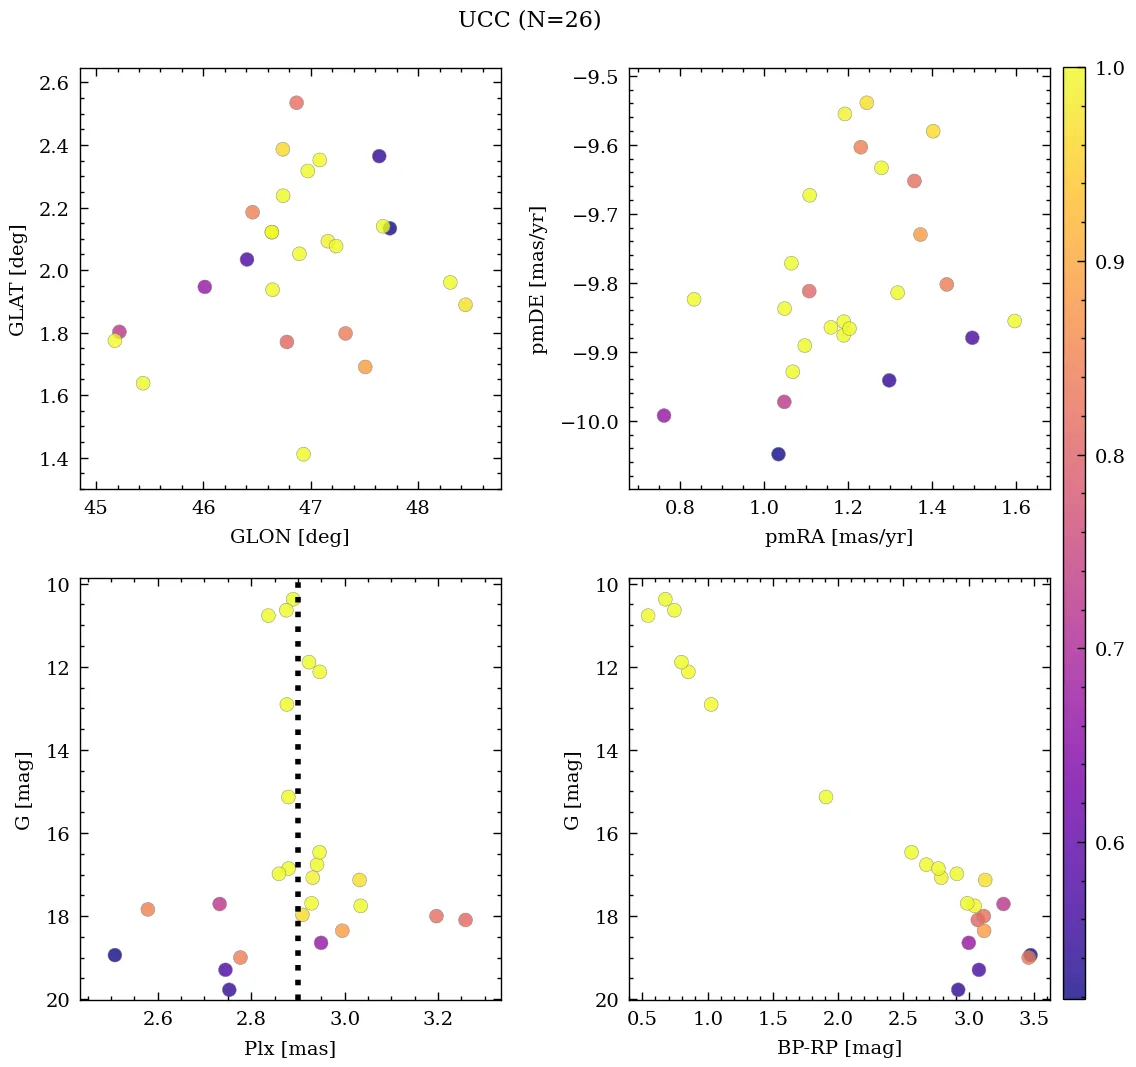 UCC (N=26)
2.6
2.4
2.2
2.0
1.8
1.6
1.4
GLAT [deg]
45 46 47 48
GLON [deg]
−9.5
−9.6
−9.7
−9.8
−9.9
−10.0
pmDE [mas/yr]
0.8 1.0 1.2 1.4 1.6
pmRA [mas/yr]
1.0
0.9
0.8
0.7
0.6
10
12
14
16
18
20
G [mag]
2.6 2.8 3.0 3.2
Plx [mas]
10
12
14
16
18
20
G [mag]
0.5 1.0 1.5 2.0 2.5 3.0 3.5
BP-RP [mag]